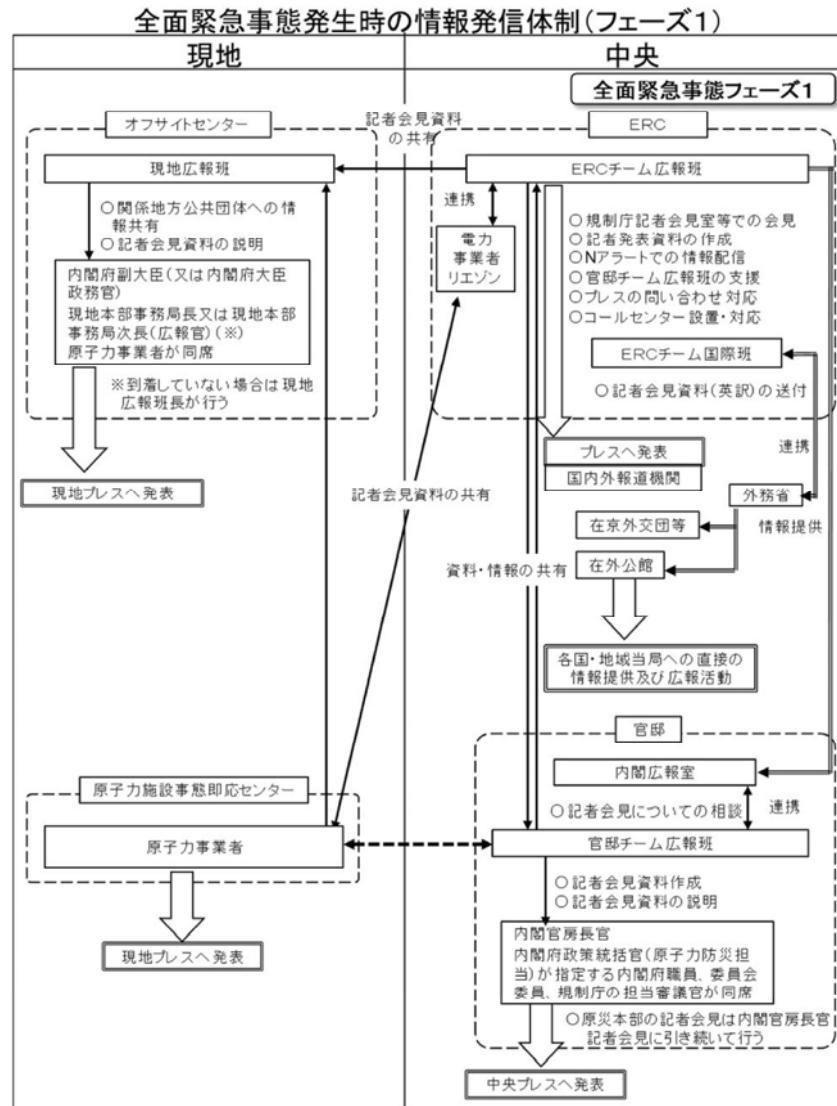 全面緊急事態発生時の情報発信体制(フェーズ1)
現地
中央
全面緊急事態フェーズ1
オフサイトセンター
記者会見資料
の共有
ERC
現地広報班
ERCチーム広報班
○関係地方公共団体への情
報共有
○記者会見資料の説明
連携
電力
事業者
リエゾン
○規制庁記者会見室等での会見
○記者発表資料の作成
○Nアラートでの情報配信
○官邸チーム広報班の支援
○プレスの問い合わせ対応
○コールセンター設置・対応
内閣府副大臣(又は内閣府大臣
政務官)
現地本部事務局長又は現地本部
事務局次長(広報官)(※)
原子力事業者が同席
ERCチーム国際班
※到着していない場合は現地
広報班長が行う
○記者会見資料(英訳)の送付
現地プレスへ発表
プレスへ発表
国内外報道機関
連携
外務省
記者会見資料の共有
在京外交団等
情報提供
資料・情報の共有
在外公館
各国・地域当局への直接の
情報提供及び広報活動
官邸
内閣広報室
原子力施設事態即応センター
○記者会見についての相談
連携
原子力事業者
官邸チーム広報班
○記者会見資料作成
○記者会見資料の説明
現地プレスへ発表
内閣官房長官
内閣府政策統括官(原子力防災担
当)が指定する内閣府職員、委員会
委員、規制庁の担当審議官が同席
○原災本部の記者会見は内閣官房長官
記者会見に引き続いて行う
中央プレスへ発表